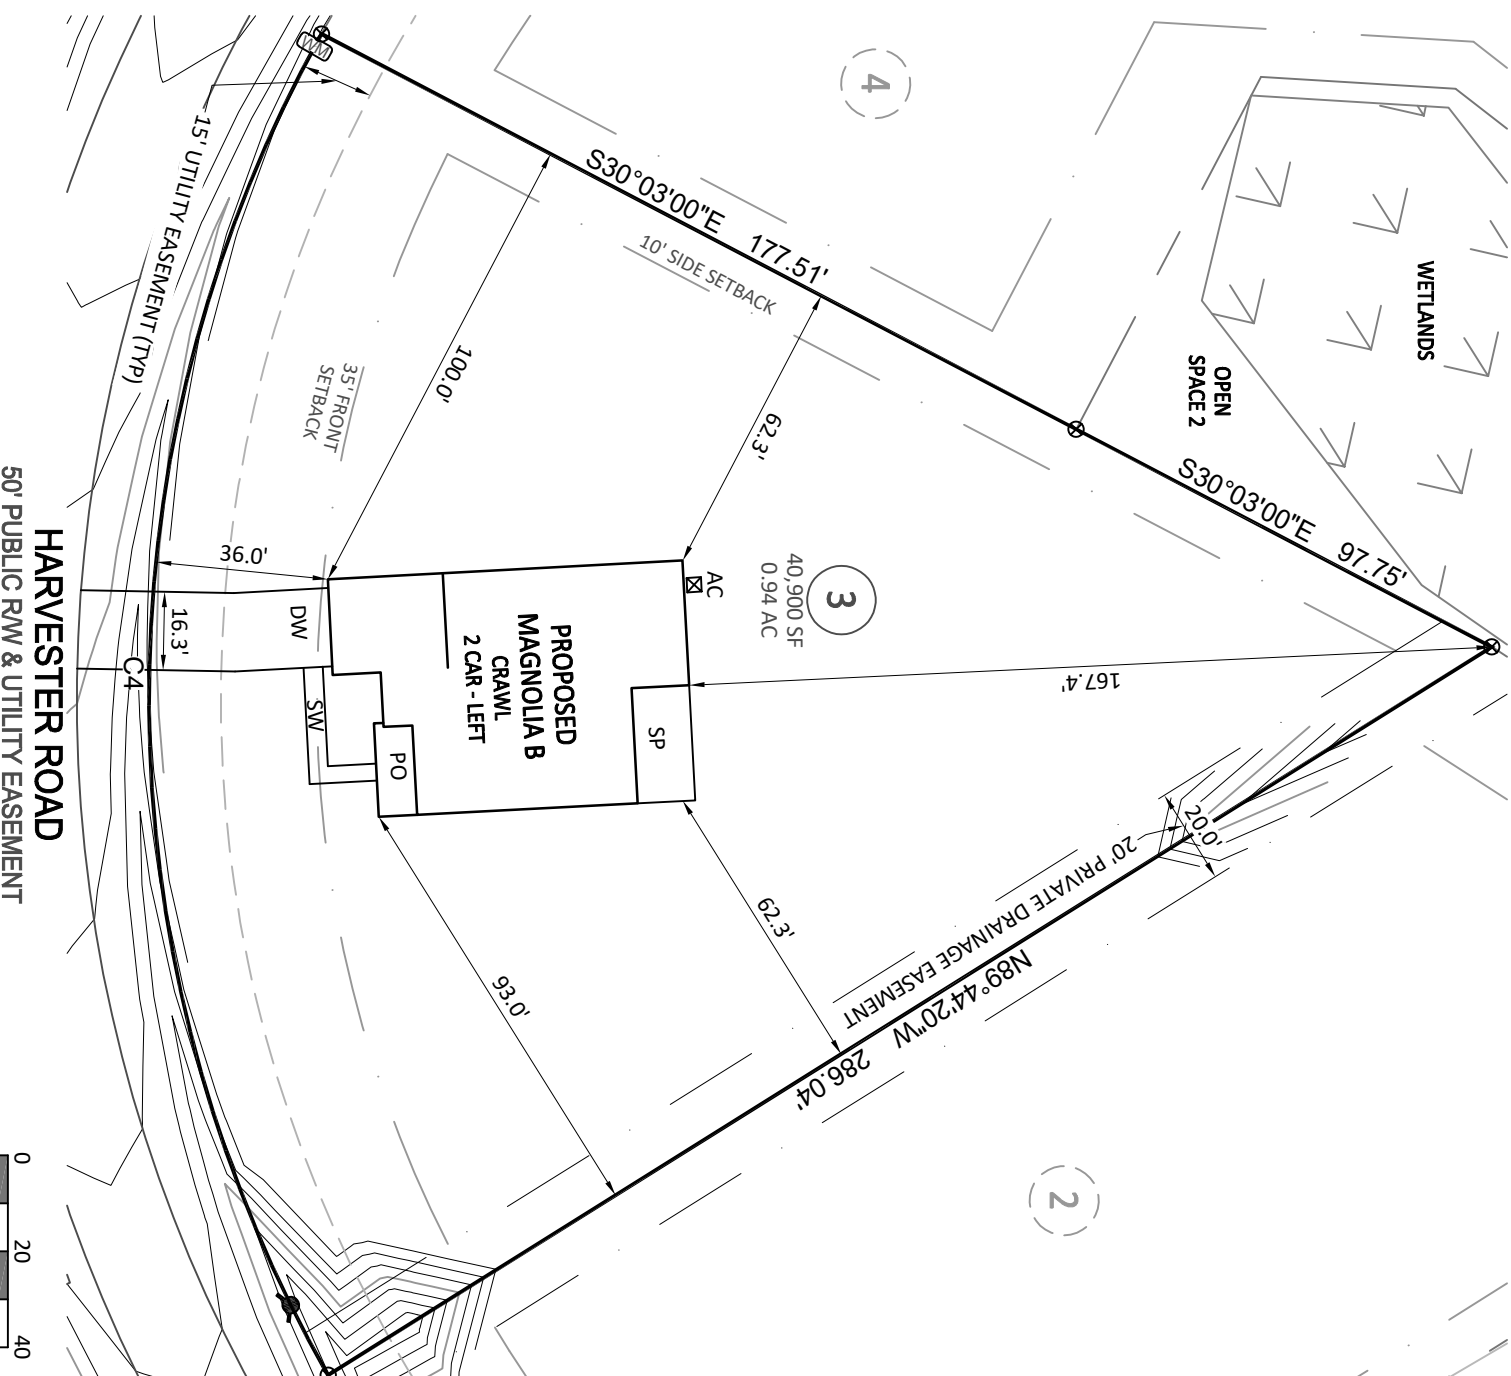 4
WM
S30°03'00"E 177.51'
10' SIDE SETBACK
15' UTILITY EASEMENT (TYP)
WETLANDS
OPEN
SPACE 2
S30°03'00"E 97.75'
100.0'
62.3'
35' FRONT
SETBACK
36.0'
16.3'
DW
C4
SW
PO
SP
AC
3
40,900 SF
0.94 AC
PROPOSED
MAGNOLIA B
CRAWL
2 CAR - LEFT
167.4'
20.0'
20' PRIVATE DRAINAGE EASEMENT
N89°44'20"W 286.04'
62.3'
93.0'
2
HARVESTER ROAD
50' PUBLIC R/W & UTILITY EASEMENT
0 20 40